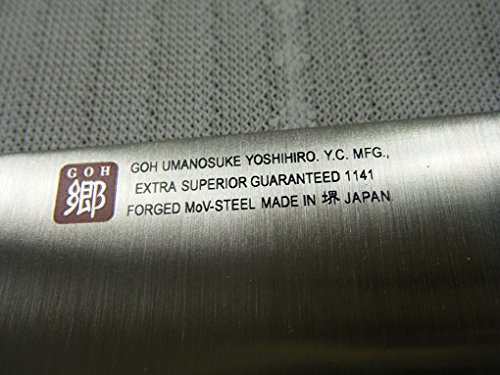 GOH
郷
GOH UMANOSUKE YOSHIHIRO. Y.C. MFG.,
EXTRA SUPERIOR GUARANTEED 1141
FORGED MoV-STEEL MADE IN 堺 JAPAN